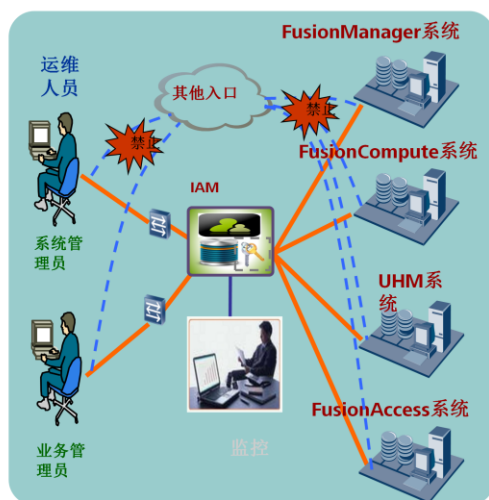 FusionManager系统
运维
人员
其他入口
禁止
禁止
FusionCompute系统
IAM
系统管
理员
UHM系
统
FusionAccess系统
监控
业务管
理员